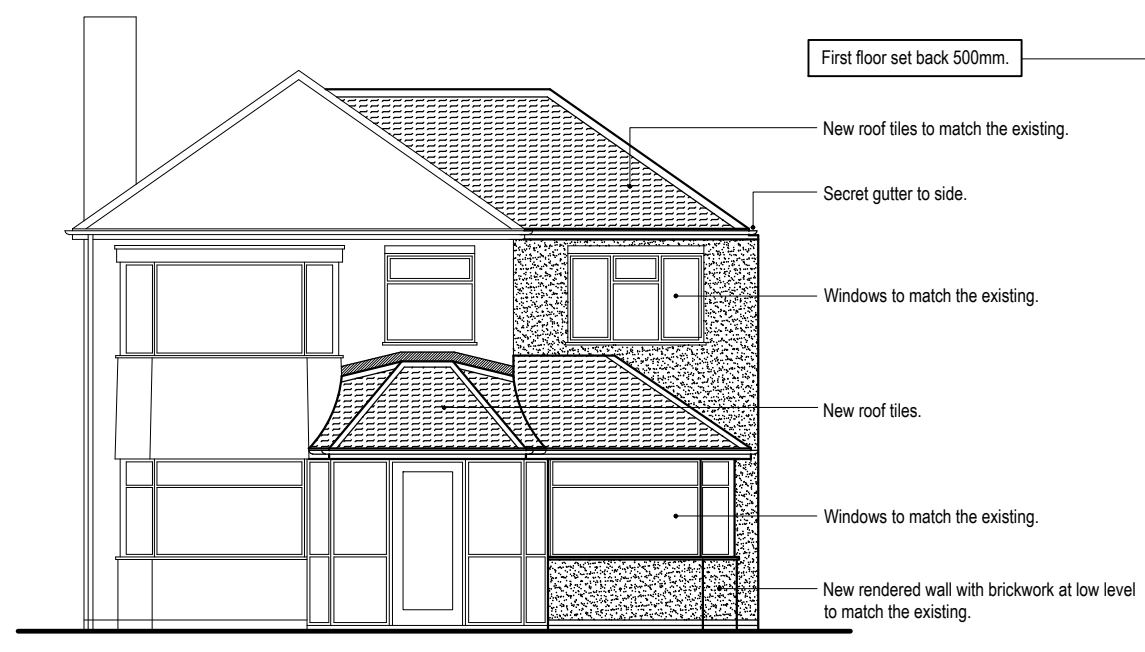 First floor set back 500mm.
New roof tiles to match the existing.
Secret gutter to side.
Windows to match the existing.
New roof tiles.
Windows to match the existing.
New rendered wall with brickwork at low level
to match the existing.